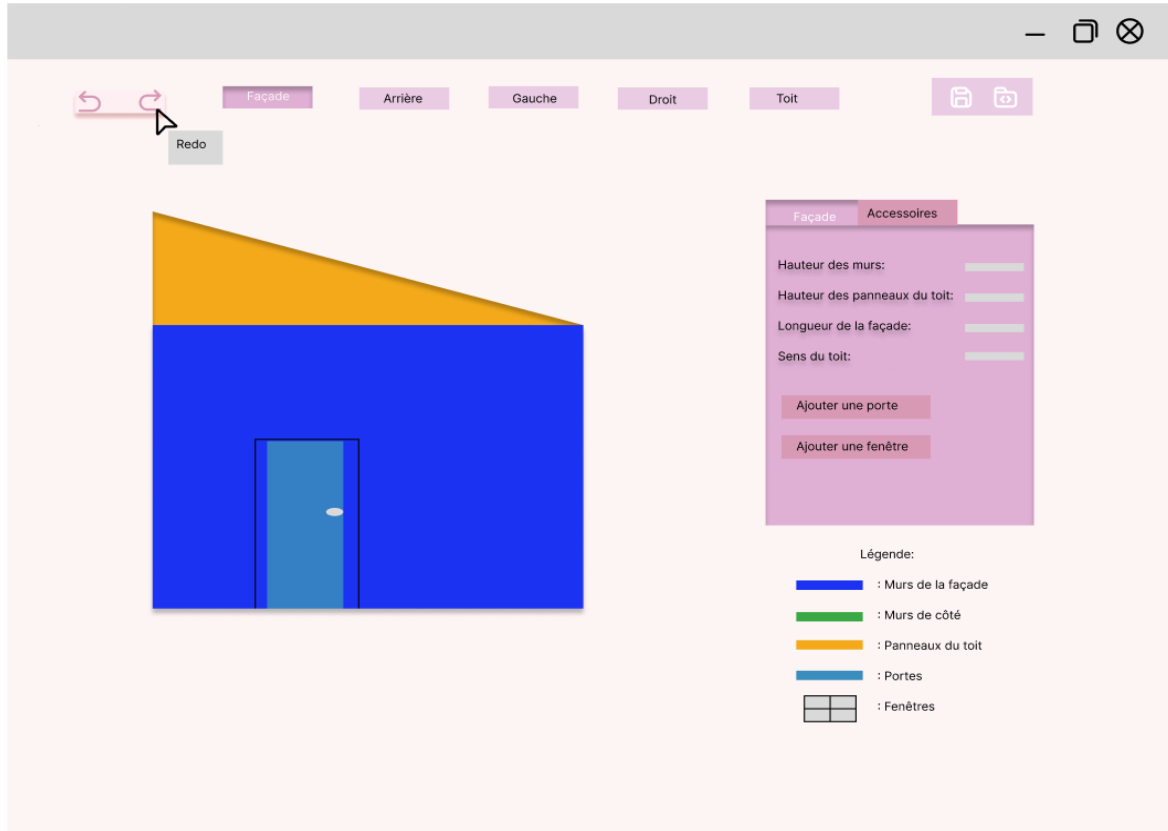 Façade
Arrière
Gauche
Droit
Toit
Redo
Façade
Accessoires
Hauteur des murs:
Hauteur des panneaux du toit:
Longueur de la façade:
Sens du toit:
Ajouter une porte
Ajouter une fenêtre
Légende:
: Murs de la façade
: Murs de côté
: Panneaux du toit
: Portes
: Fenêtres